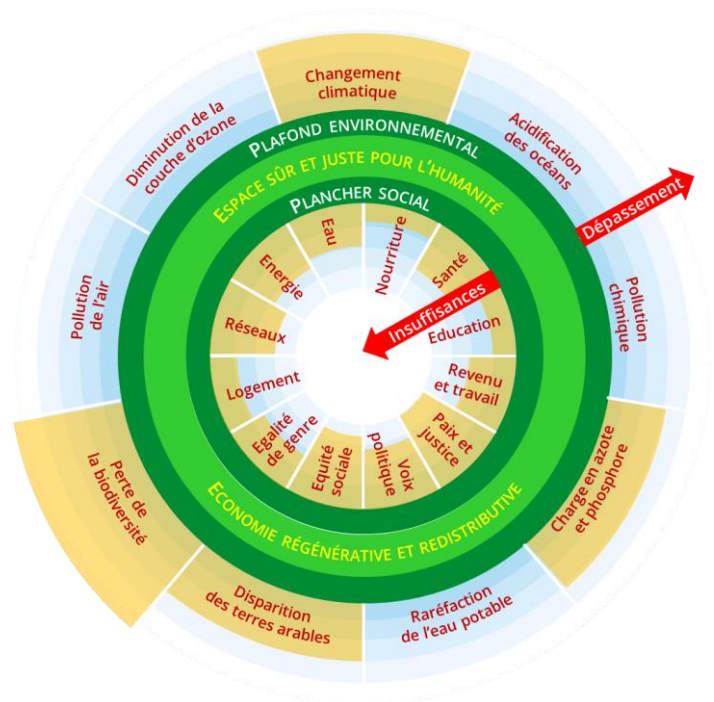 Changement
climatique
Acidification
des océans
Dépassement
Pollution
chimique
Charge en azote
et phosphore
Raréfaction
de l'eau potable
Disparition
des terres arables
Perte de
la biodiversité
Pollution
de l'air
Diminution de la
couche d'ozone
PLAFOND ENVIRONNEMENTAL
ESPACE SÛR ET JUSTE POUR L'HUMANITÉ
PLANCHER SOCIAL
Eau
Nourriture
Santé
Insuffisances
Education
Revenu
et travail
Paix et
justice
Voix
politique
Equité
sociale
Egalité
de genre
Logement
Réseaux
Energie
ECONOMIE RÉGÉNÉRATIVE ET REDISTRIBUTIVE